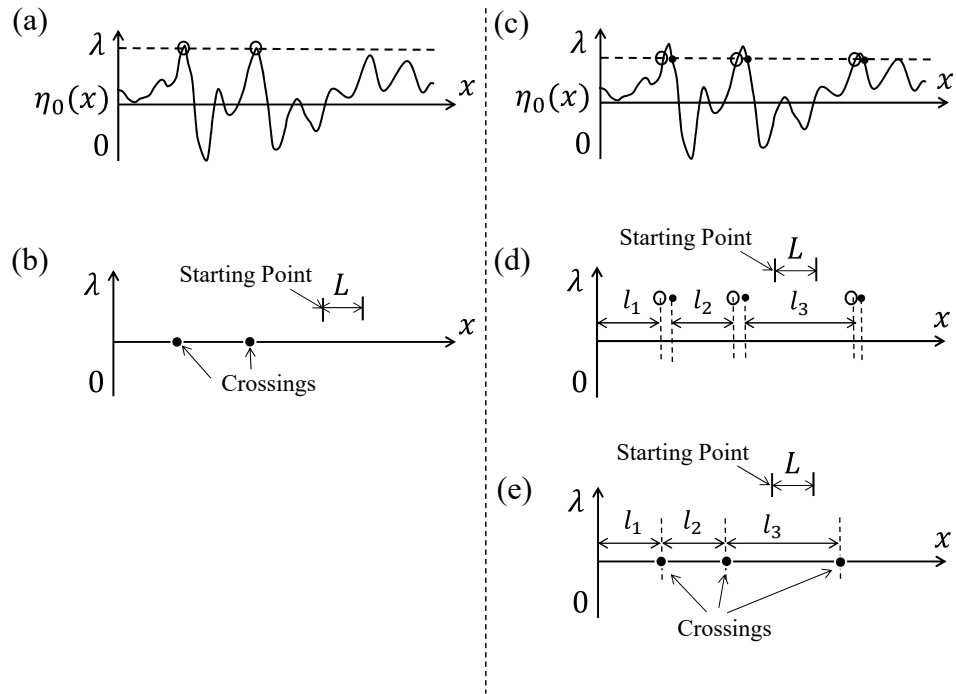 (a)
λ
x
η₀(x)
0
(b)
Starting Point
L
λ
x
0
Crossings
(c)
λ
x
η₀(x)
0
Starting Point
(d)
L
λ
l₁
l₂
l₃
x
0
Starting Point
(e)
L
λ
l₁
l₂
l₃
x
0
Crossings